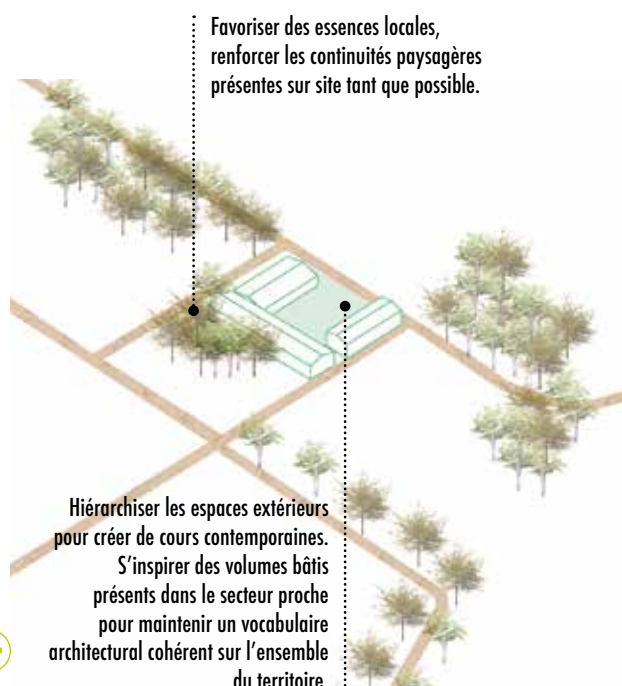 Favoriser des essences locales,
renforcer les continuités paysagères
présentes sur site tant que possible.
Hiérarchiser les espaces extérieurs
pour créer de cours contemporaines.
S'inspirer des volumes bâtis
présents dans le secteur proche
pour maintenir un vocabulaire
architectural cohérent sur l'ensemble
du territoire.